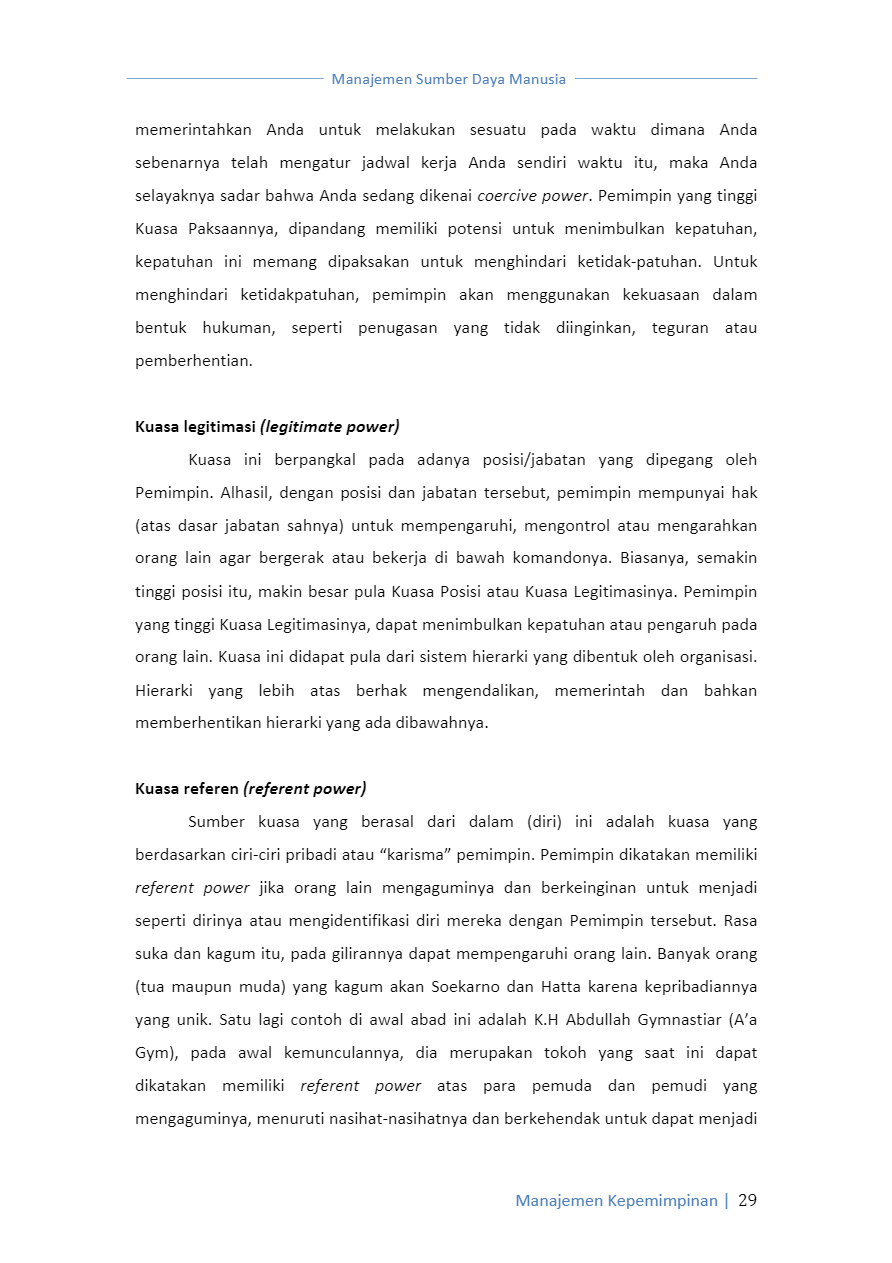 Manajemen Sumber Daya Manusia
memerintahkan Anda untuk melakukan sesuatu pada waktu dimana Anda
sebenarnya telah mengatur jadwal kerja Anda sendiri waktu itu, maka Anda
selayaknya sadar bahwa Anda sedang dikenai coercive power. Pemimpin yang tinggi
Kuasa Paksaannya, dipandang memiliki potensi untuk menimbulkan kepatuhan,
kepatuhan ini memang dipaksakan untuk menghindari ketidak-patuhan. Untuk
menghindari ketidakpatuhan, pemimpin akan menggunakan kekuasaan dalam
bentuk hukuman, seperti penugasan yang tidak diinginkan, teguran atau
pemberhentian.
Kuasa legitimasi (legitimate power)
Kuasa ini berpangkal pada adanya posisi/jabatan yang dipegang oleh
Pemimpin. Alhasil, dengan posisi dan jabatan tersebut, pemimpin mempunyai hak
(atas dasar jabatan sahnya) untuk mempengaruhi, mengontrol atau mengarahkan
orang lain agar bergerak atau bekerja di bawah komandonya. Biasanya, semakin
tinggi posisi itu, makin besar pula Kuasa Posisi atau Kuasa Legitimasinya. Pemimpin
yang tinggi Kuasa Legitimasinya, dapat menimbulkan kepatuhan atau pengaruh pada
orang lain. Kuasa ini didapat pula dari sistem hierarki yang dibentuk oleh organisasi.
Hierarki yang lebih atas berhak mengendalikan, memerintah dan bahkan
memberhentikan hierarki yang ada dibawahnya.
Kuasa referen (referent power)
Sumber kuasa yang berasal dari dalam (diri) ini adalah kuasa yang
berdasarkan ciri-ciri pribadi atau “karisma” pemimpin. Pemimpin dikatakan memiliki
referent power jika orang lain mengaguminya dan berkeinginan untuk menjadi
seperti dirinya atau mengidentifikasi diri mereka dengan Pemimpin tersebut. Rasa
suka dan kagum itu, pada gilirannya dapat mempengaruhi orang lain. Banyak orang
(tua maupun muda) yang kagum akan Soekarno dan Hatta karena kepribadiannya
yang unik. Satu lagi contoh di awal abad ini adalah K.H Abdullah Gymnastiar (A’a
Gym), pada awal kemunculannya, dia merupakan tokoh yang saat ini dapat
dikatakan memiliki referent power atas para pemuda dan pemudi yang
mengaguminya, menuruti nasihat-nasihatnya dan berkehendak untuk dapat menjadi
Manajemen Kepemimpinan | 29